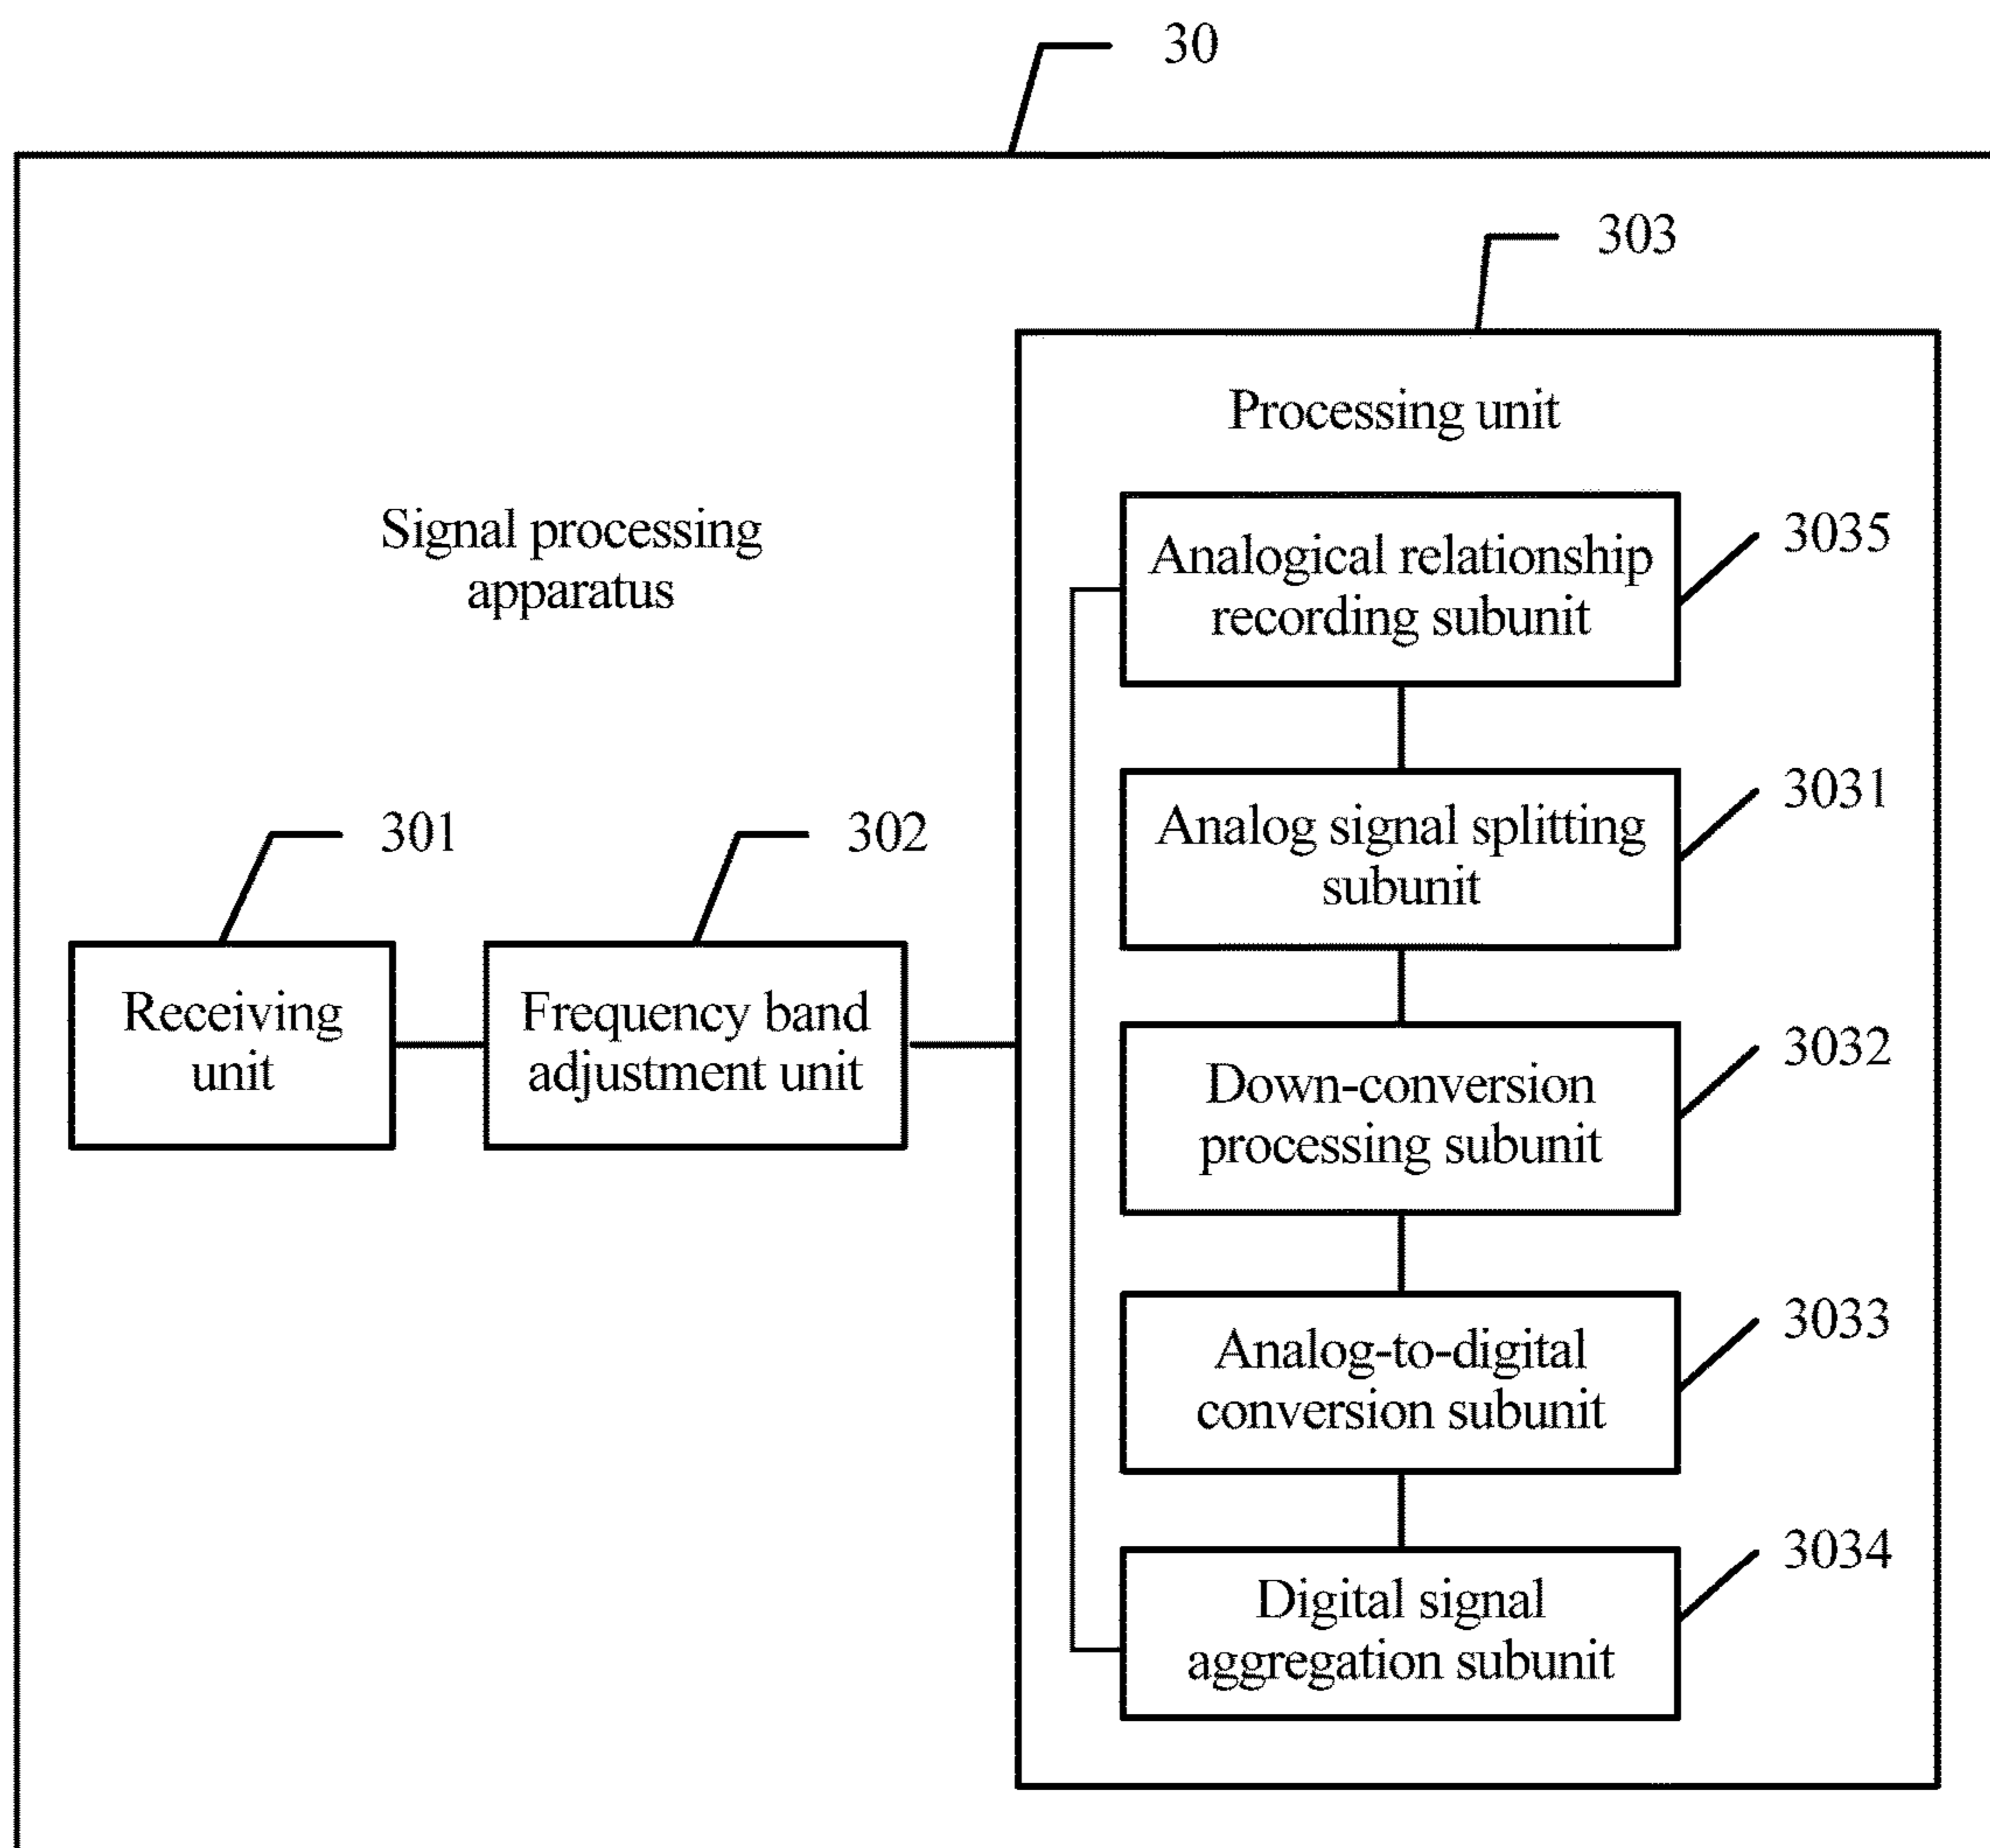 30
303
Processing unit
Signal processing
apparatus
Analogical relationship
recording subunit
3035
Analog signal splitting
subunit
3031
301
302
Receiving
unit
Frequency band
adjustment unit
Down-conversion
processing subunit
3032
Analog-to-digital
conversion subunit
3033
Digital signal
aggregation subunit
3034